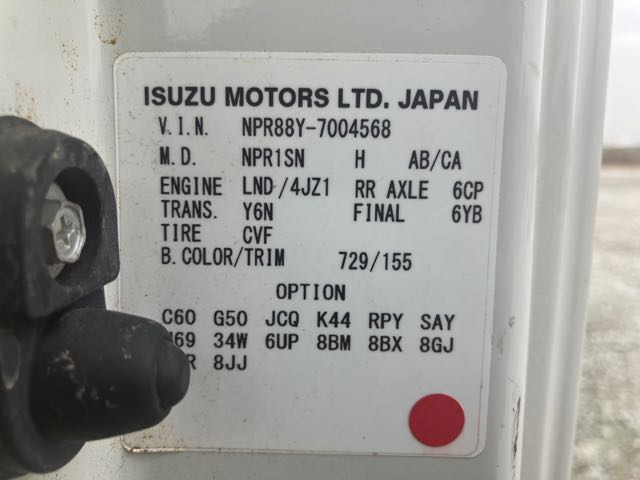 ISUZU MOTORS LTD. JAPAN
V.I.N. NPR88Y-7004568
M.D. NPR1SN H AB/CA
ENGINE LND/4JZ1 RR AXLE 6CP
TRANS. Y6N FINAL 6YB
TIRE CVF
B.COLOR/TRIM 729/155
OPTION
C60 G50 JCQ K44 RPY SAY
34W 6UP 8BM 8BX 8GJ
8JJ